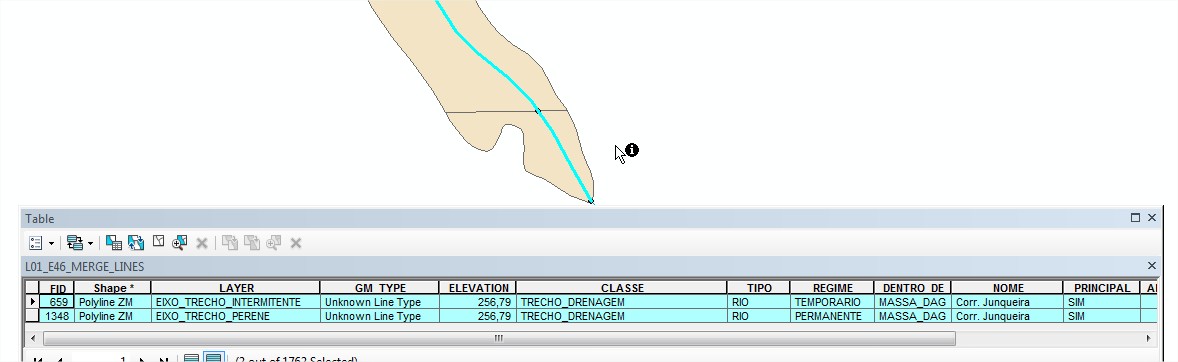 Table
L01_E46_MERGE_LINES
FID Shape * LAYER GM_TYPE ELEVATION CLASSE TIPO REGIME DENTRO_DE NOME PRINCIPAL
659 Polyline ZM EIXO_TRECHO_INTERMITENTE Unknown Line Type 256,79 TRECHO_DRENAGEM RIO TEMPORARIO MASSA_DAG Corr. Junqueira SIM
1348 Polyline ZM EIXO_TRECHO_PERENE Unknown Line Type 256,79 TRECHO_DRENAGEM RIO PERMANENTE MASSA_DAG Corr. Junqueira SIM
1 (2 out of 1762 Selected)